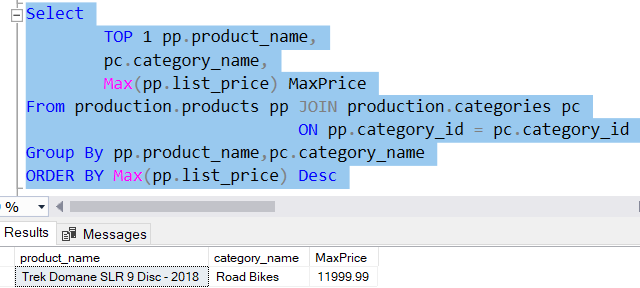 Select
TOP 1 pp.product_name,
pc.category_name,
Max(pp.list_price) MaxPrice
From production.products pp JOIN production.categories pc
ON pp.category_id = pc.category_id
Group By pp.product_name,pc.category_name
ORDER BY Max(pp.list_price) Desc
%
Results Messages
product_name category_name MaxPrice
Trek Domane SLR 9 Disc - 2018 Road Bikes 11999.99